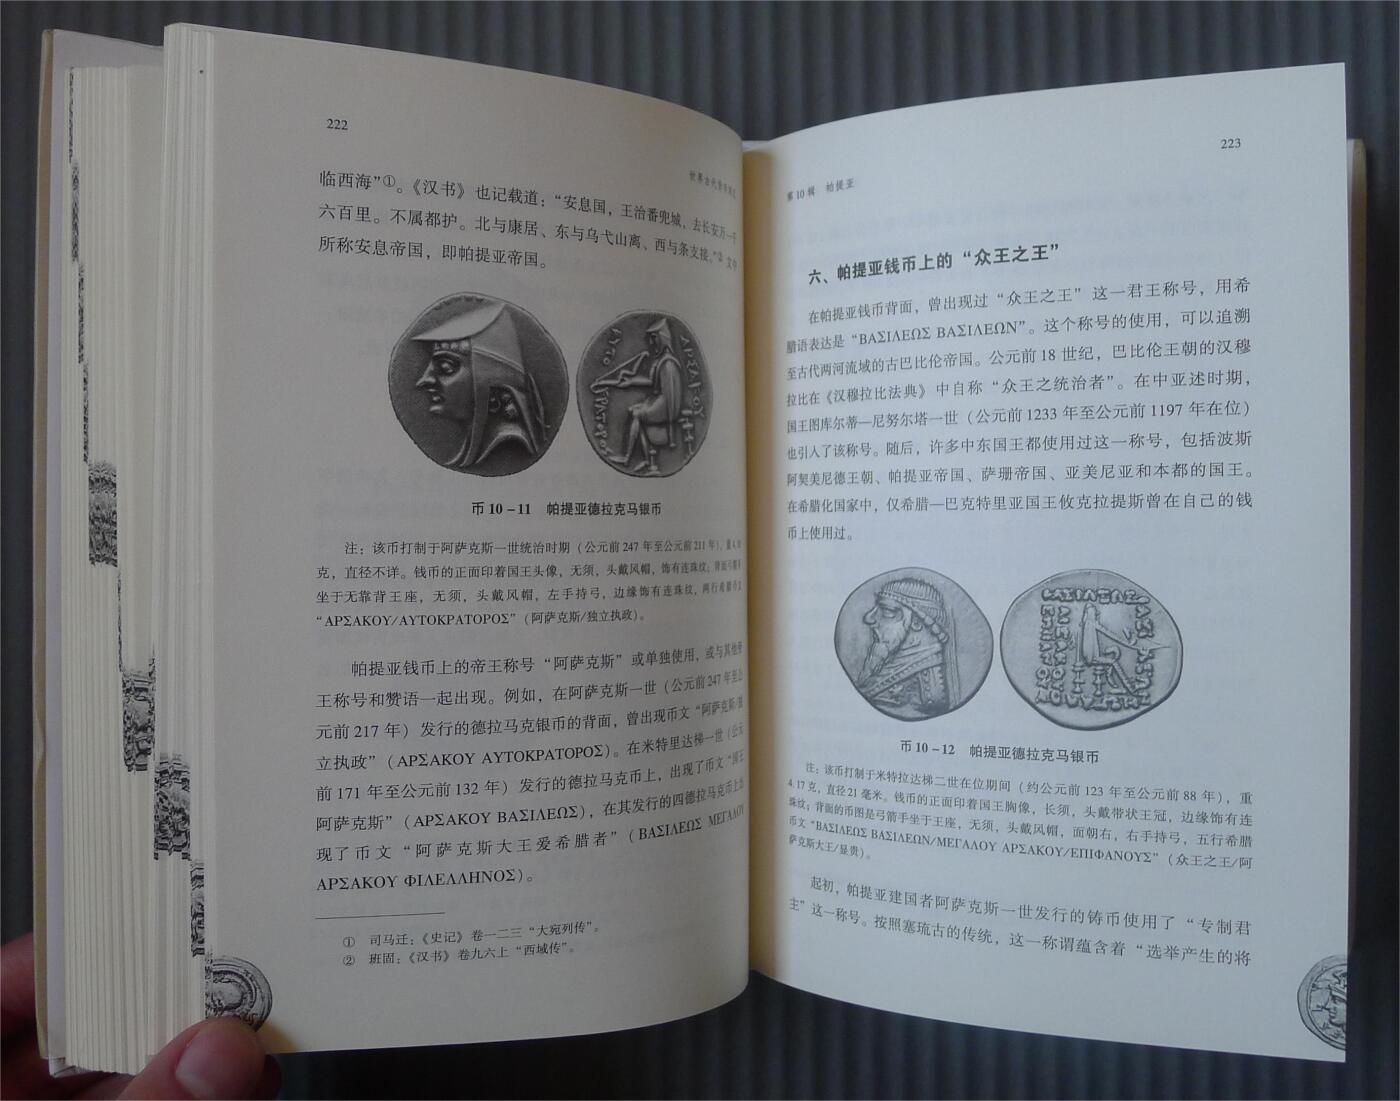 222
世界古代货币
临西海”①。《汉书》也记载道：“安息国，王治番兜城，去长安万一千
六百里。不属都护。北与康居、东与乌弋山离、西与条支接。”② 文中
所称安息帝国，即帕提亚帝国。
币 10－11 帕提亚德拉克马银币
注：该币打制于阿萨克斯一世统治时期（公元前 247 年至公元前 211 年），重4.
克，直径不详。钱币的正面印着国王头像，无须，头戴风帽，饰有连珠纹；背面弓
坐于无靠背王座，无须，头戴风帽，左手持弓，边缘饰有连珠纹，两行希腊币文
“ΑΡΣΑΚΟΥ/ΑΥΤΟΚΡΑΤΟΡΟΣ”（阿萨克斯/独立执政）。
帕提亚钱币上的帝王称号“阿萨克斯”或单独使用，或与其他帝
王称号和赞语一起出现。例如，在阿萨克斯一世（公元前 247 年至公
元前 217 年）发行的德拉马克银币的背面，曾出现币文“阿萨克斯/独
立执政”（ΑΡΣΑΚΟΥ ΑΥΤΟΚΡΑΤΟΡΟΣ）。在米特里达梯一世（公元
前 171 年至公元前 132 年）发行的德拉马克币上，出现了币文“国王
阿萨克斯”（ΑΡΣΑΚΟΥ ΒΑΣΙΛΕΩΣ），在其发行的四德拉马克币上出
现了币文“阿萨克斯大王爱希腊者”（ΒΑΣΙΛΕΩΣ ΜΕΓΑΛΟΥ
ΑΡΣΑΚΟΥ ΦΙΛΕΛΛΗΝΟΣ）。
① 司马迁：《史记》卷一二三“大宛列传”。
② 班固：《汉书》卷九六上“西域传”。
223
第 10 辑 帕提亚
六、帕提亚钱币上的“众王之王”
在帕提亚钱币背面，曾出现过“众王之王”这一君王称号，用希
腊语表达是“ΒΑΣΙΛΕΩΣ ΒΑΣΙΛΕΩΝ”。这个称号的使用，可以追溯
至古代两河流域的古巴比伦帝国。公元前 18 世纪，巴比伦王朝的汉穆
拉比在《汉穆拉比法典》中自称“众王之统治者”。在中亚述时期，
国王图库尔蒂—尼努尔塔一世（公元前 1233 年至公元前 1197 年在位）
也引入了该称号。随后，许多中东国王都使用过这一称号，包括波斯
阿契美尼德王朝、帕提亚帝国、萨珊帝国、亚美尼亚和本都的国王。
在希腊化国家中，仅希腊—巴克特里亚国王攸克拉提斯曾在自己的钱
币上使用过。
币 10－12 帕提亚德拉克马银币
注：该币打制于米特拉达梯二世在位期间（约公元前 123 年至公元前 88 年），重
4.17 克，直径 21 毫米。钱币的正面印着国王胸像，长须，头戴带状王冠，边缘饰有连
珠纹；背面的币图是弓箭手坐于王座，无须，头戴风帽，面朝右，右手持弓，五行希腊
币文“ΒΑΣΙΛΕΩΣ ΒΑΣΙΛΕΩΝ/ΜΕΓΑΛΟΥ ΑΡΣΑΚΟΥ/ΕΠΙΦΑΝΟΥΣ”（众王之王/阿
萨克斯大王/显贵）。
起初，帕提亚建国者阿萨克斯一世发行的铸币使用了“专制君
主”这一称号。按照塞琉古的传统，这一称谓蕴含着“选举产生的将